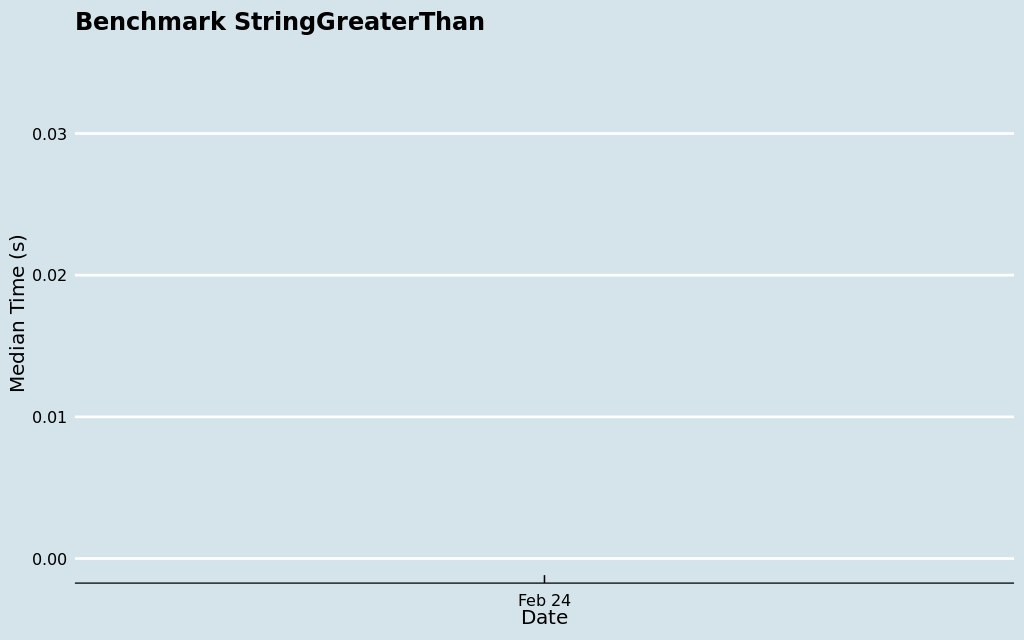 Benchmark StringGreaterThan
Median Time (s)
0.03
0.02
0.01
0.00
Feb 24
Date